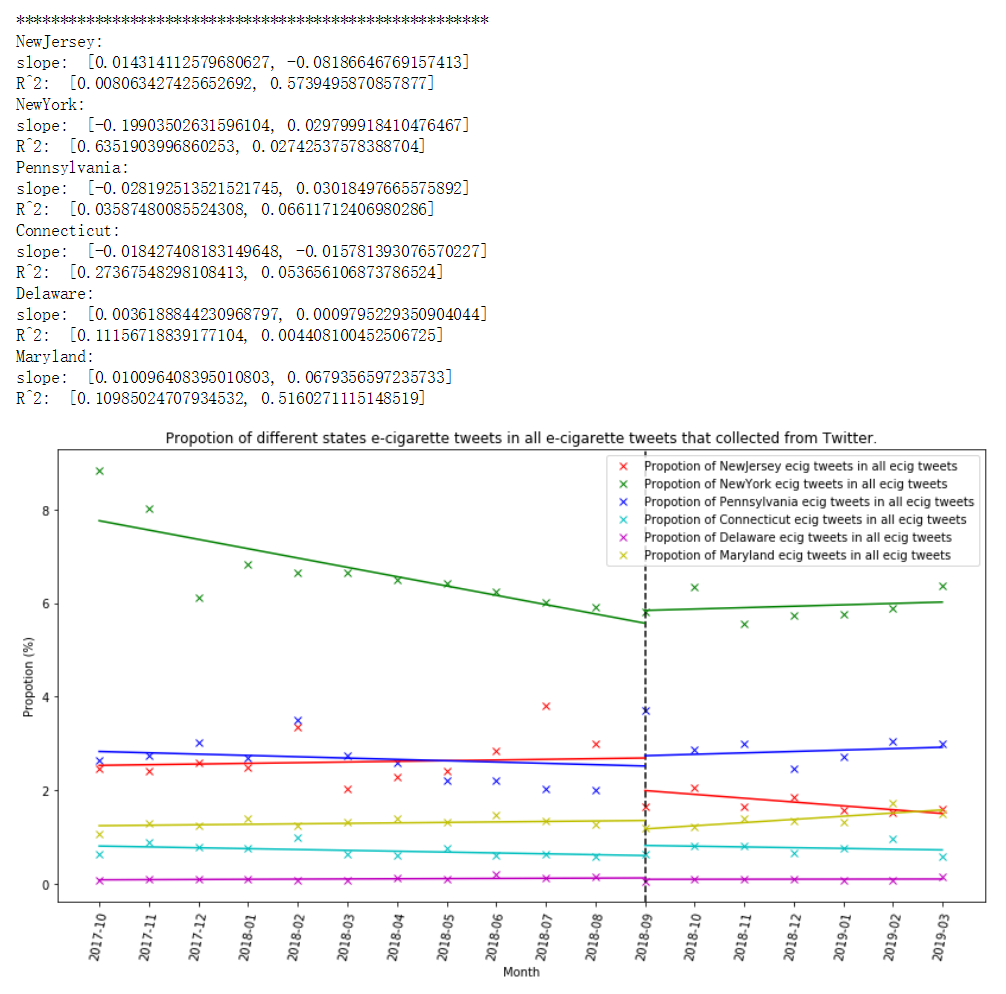 ******************************************************
NewJersey:
slope:  [0.014314112579680627, -0.08186646769157413]
R^2:  [0.008063427425652692, 0.5739495870857877]
NewYork:
slope:  [-0.19903502631596104, 0.029799918410476467]
R^2:  [0.6351903996860253, 0.02742537578388704]
Pennsylvania:
slope:  [-0.028192513521521745, 0.03018497665575892]
R^2:  [0.03587480085524308, 0.06611712406980286]
Connecticut:
slope:  [-0.018427408183149648, -0.015781393076570227]
R^2:  [0.27367548298108413, 0.053656106873786524]
Delaware:
slope:  [0.0036188844230968797, 0.0009795229350904044]
R^2:  [0.11156718839177104, 0.004408100452506725]
Maryland:
slope:  [0.010096408395010803, 0.0679356597235733]
R^2:  [0.10985024707934532, 0.5160271115148519]
Propotion of different states e-cigarette tweets in all e-cigarette tweets that collected from Twitter.
Propotion of NewJersey ecig tweets in all ecig tweets
Propotion of NewYork ecig tweets in all ecig tweets
Propotion of Pennsylvania ecig tweets in all ecig tweets
Propotion of Connecticut ecig tweets in all ecig tweets
Propotion of Delaware ecig tweets in all ecig tweets
Propotion of Maryland ecig tweets in all ecig tweets
Propotion (%)
8
6
4
2
0
2017-10
2017-11
2017-12
2018-01
2018-02
2018-03
2018-04
2018-05
2018-06
2018-07
2018-08
2018-09
2018-10
2018-11
2018-12
2019-01
2019-02
2019-03
Month